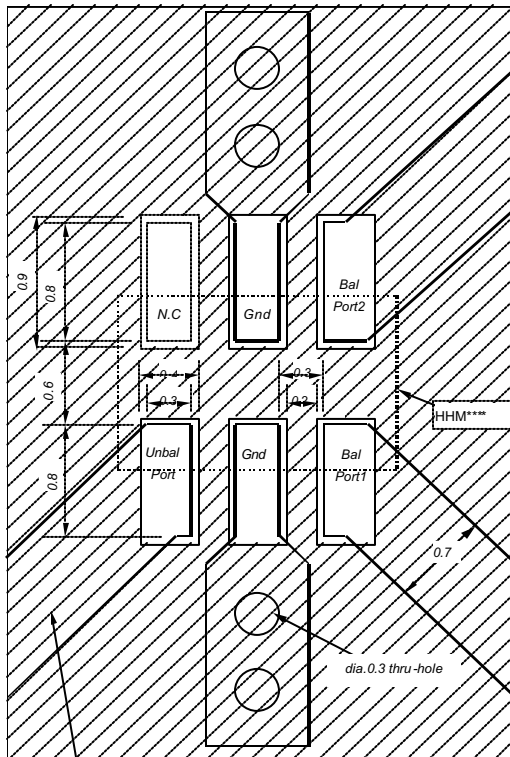 0.9
0.8
N.C
Gnd
Bal
Port2
0.6
0.4
0.3
0.3
0.2
HHM****
0.8
Unbal
Port
Gnd
Bal
Port1
0.7
dia.0.3 thru-hole